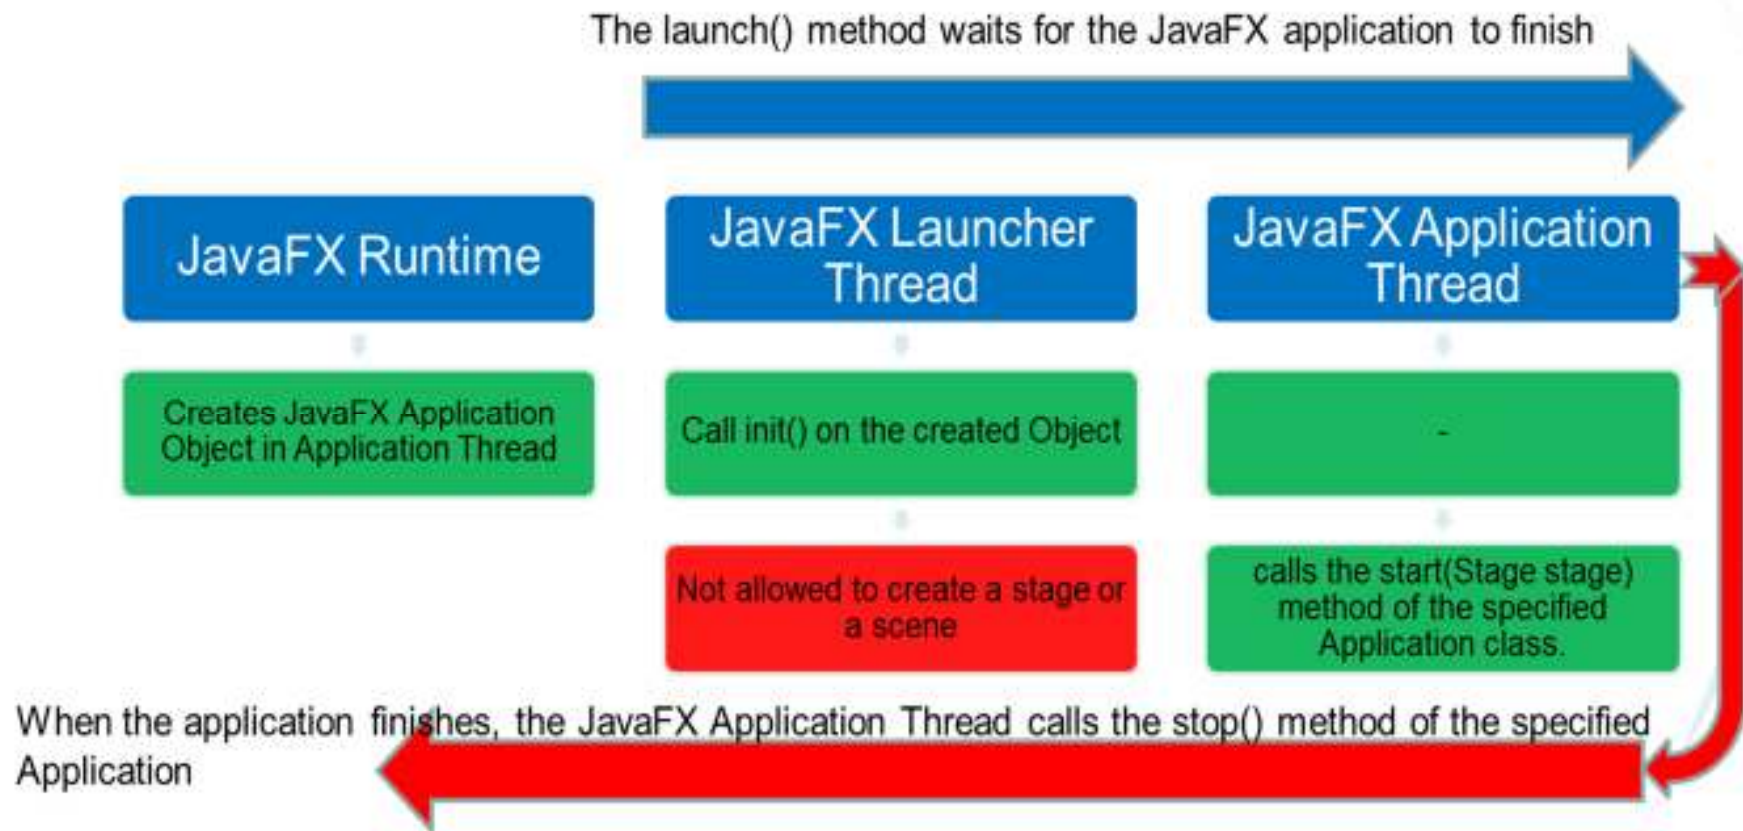 The launch() method waits for the JavaFX application to finish
JavaFX Runtime
JavaFX Launcher
Thread
JavaFX Application
Thread
Creates JavaFX Application
Object in Application Thread
Call init() on the created Object
-
Not allowed to create a stage or
a scene
calls the start(Stage stage)
method of the specified
Application class.
When the application finishes, the JavaFX Application Thread calls the stop() method of the specified
Application